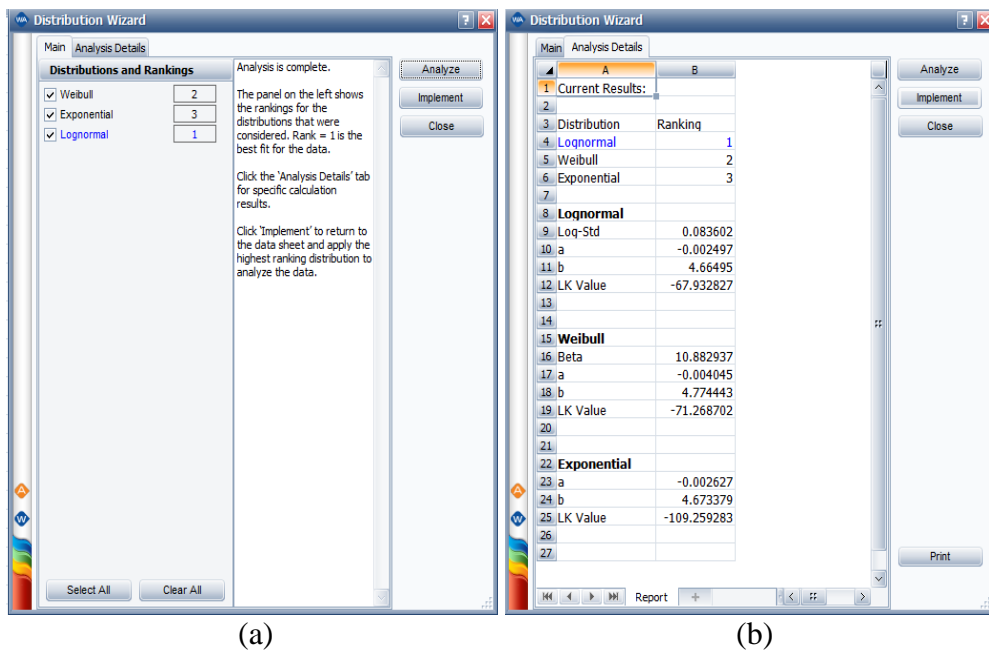 WA Distribution Wizard ? X
Main Analysis Details
Distributions and Rankings
Weibull 2
Exponential 3
Lognormal 1
Analysis is complete.
The panel on the left shows
the rankings for the
distributions that were
considered. Rank = 1 is the
best fit for the data.
Click the 'Analysis Details' tab
for specific calculation
results.
Click 'Implement' to return to
the data sheet and apply the
highest ranking distribution to
analyze the data.
Analyze
Implement
Close
A
W
Select All Clear All
(a)
WA Distribution Wizard ? X
Main Analysis Details
A B
1 Current Results:
2
3 Distribution Ranking
4 Lognormal 1
5 Weibull 2
6 Exponential 3
7
8 Lognormal
9 Log-Std 0.083602
10 a -0.002497
11 b 4.66495
12 LK Value -67.932827
13
14
15 Weibull
16 Beta 10.882937
17 a -0.004045
18 b 4.774443
19 LK Value -71.268702
20
21
22 Exponential
23 a -0.002627
24 b 4.673379
25 LK Value -109.259283
26
27
Report +
Analyze
Implement
Close
Print
A
W
(b)